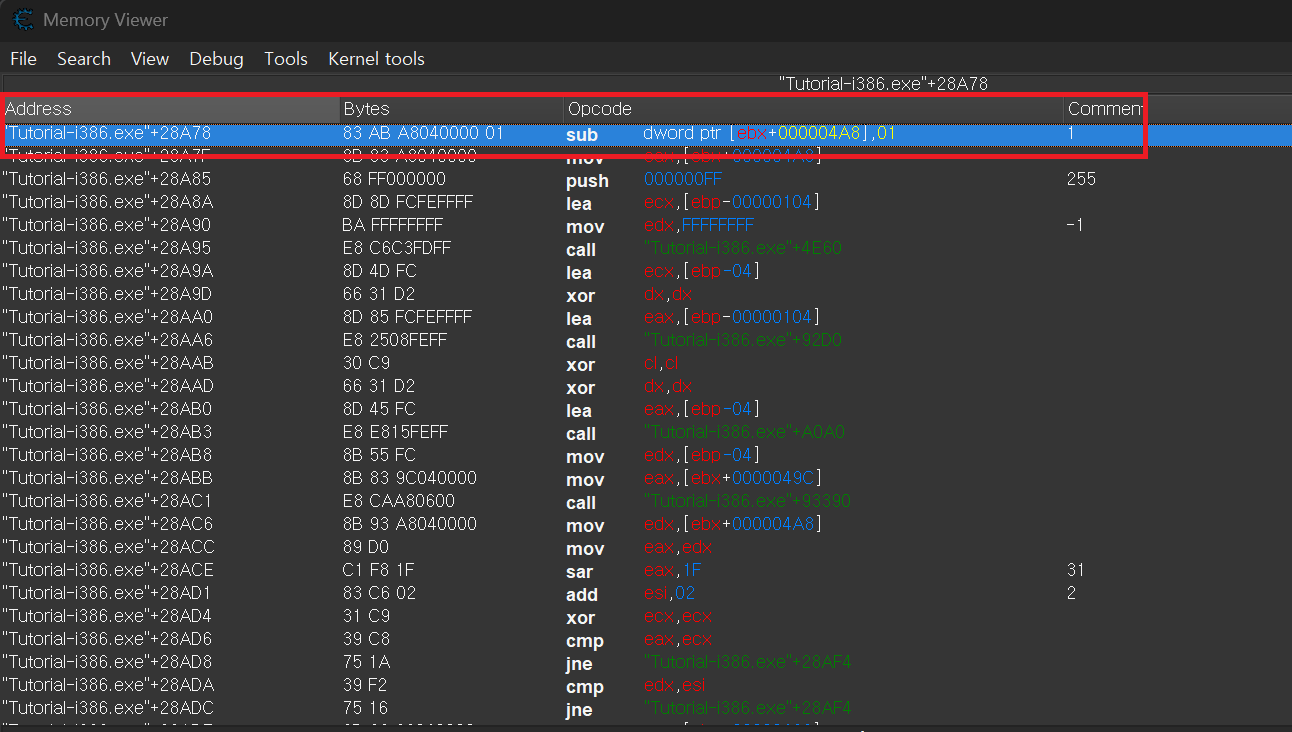 Memory Viewer
File Search View Debug Tools Kernel tools
"Tutorial-i386.exe"+28A78
Address Bytes Opcode Commen
"Tutorial-i386.exe"+28A78 83 AB A8040000 01 sub dword ptr [ebx+000004A8],01 1
"Tutorial-i386.exe"+28A7F 8B 83 A8040000 mov eax,[ebx+000004A8]
"Tutorial-i386.exe"+28A85 68 FF000000 push 000000FF 255
"Tutorial-i386.exe"+28A8A 8D 8D FCFEFFFF lea ecx,[ebp-00000104]
"Tutorial-i386.exe"+28A90 BA FFFFFFFF mov edx,FFFFFFFF -1
"Tutorial-i386.exe"+28A95 E8 C6C3FDFF call "Tutorial-i386.exe"+4E60
"Tutorial-i386.exe"+28A9A 8D 4D FC lea ecx,[ebp-04]
"Tutorial-i386.exe"+28A9D 66 31 D2 xor dx,dx
"Tutorial-i386.exe"+28AA0 8D 85 FCFEFFFF lea eax,[ebp-00000104]
"Tutorial-i386.exe"+28AA6 E8 2508FEFF call "Tutorial-i386.exe"+92D0
"Tutorial-i386.exe"+28AAB 30 C9 xor cl,cl
"Tutorial-i386.exe"+28AAD 66 31 D2 xor dx,dx
"Tutorial-i386.exe"+28AB0 8D 45 FC lea eax,[ebp-04]
"Tutorial-i386.exe"+28AB3 E8 E815FEFF call "Tutorial-i386.exe"+A0A0
"Tutorial-i386.exe"+28AB8 8B 55 FC mov edx,[ebp-04]
"Tutorial-i386.exe"+28ABB 8B 83 9C040000 mov eax,[ebx+0000049C]
"Tutorial-i386.exe"+28AC1 E8 CAA80600 call "Tutorial-i386.exe"+93390
"Tutorial-i386.exe"+28AC6 8B 93 A8040000 mov edx,[ebx+000004A8]
"Tutorial-i386.exe"+28ACC 89 D0 mov eax,edx
"Tutorial-i386.exe"+28ACE C1 F8 1F sar eax,1F 31
"Tutorial-i386.exe"+28AD1 83 C6 02 add esi,02 2
"Tutorial-i386.exe"+28AD4 31 C9 xor ecx,ecx
"Tutorial-i386.exe"+28AD6 39 C8 cmp eax,ecx
"Tutorial-i386.exe"+28AD8 75 1A jne "Tutorial-i386.exe"+28AF4
"Tutorial-i386.exe"+28ADA 39 F2 cmp edx,esi
"Tutorial-i386.exe"+28ADC 75 16 jne "Tutorial-i386.exe"+28AF4